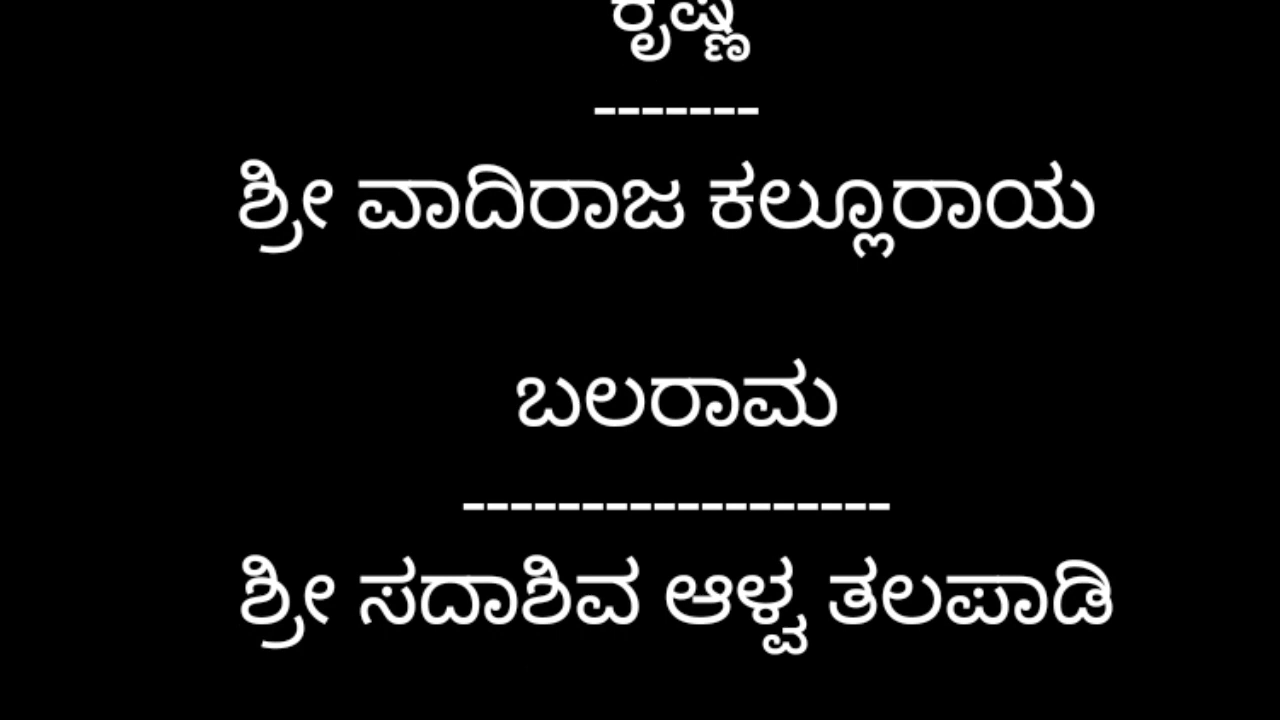 ಕೃಷ್ಣ
-------
ಶ್ರೀ ವಾದಿರಾಜ ಕಲ್ಲೂರಾಯ
ಬಲರಾಮ
------------------
ಶ್ರೀ ಸದಾಶಿವ ಆಳ್ವ ತಲಪಾಡಿ